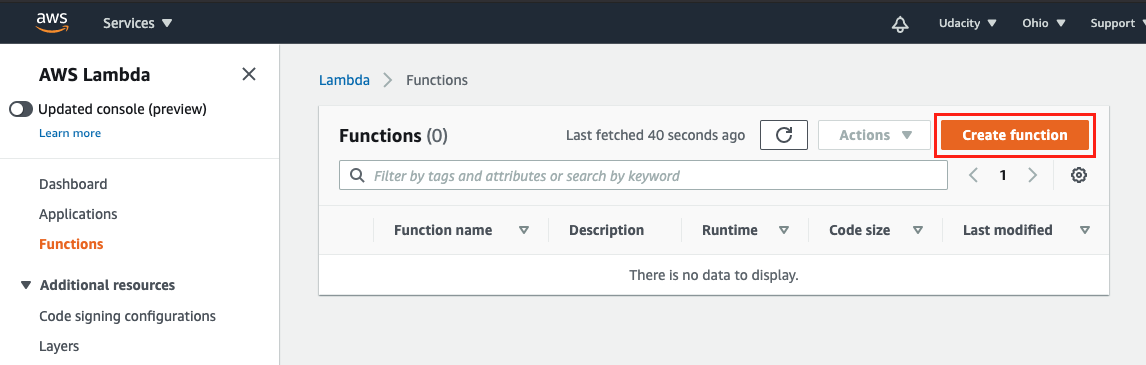 aws Services Udacity Ohio Support
AWS Lambda
Updated console (preview)
Learn more
Dashboard
Applications
Functions
Additional resources
Code signing configurations
Layers
Lambda > Functions
Functions (0) Last fetched 40 seconds ago Actions Create function
Filter by tags and attributes or search by keyword 1
Function name Description Runtime Code size Last modified
There is no data to display.